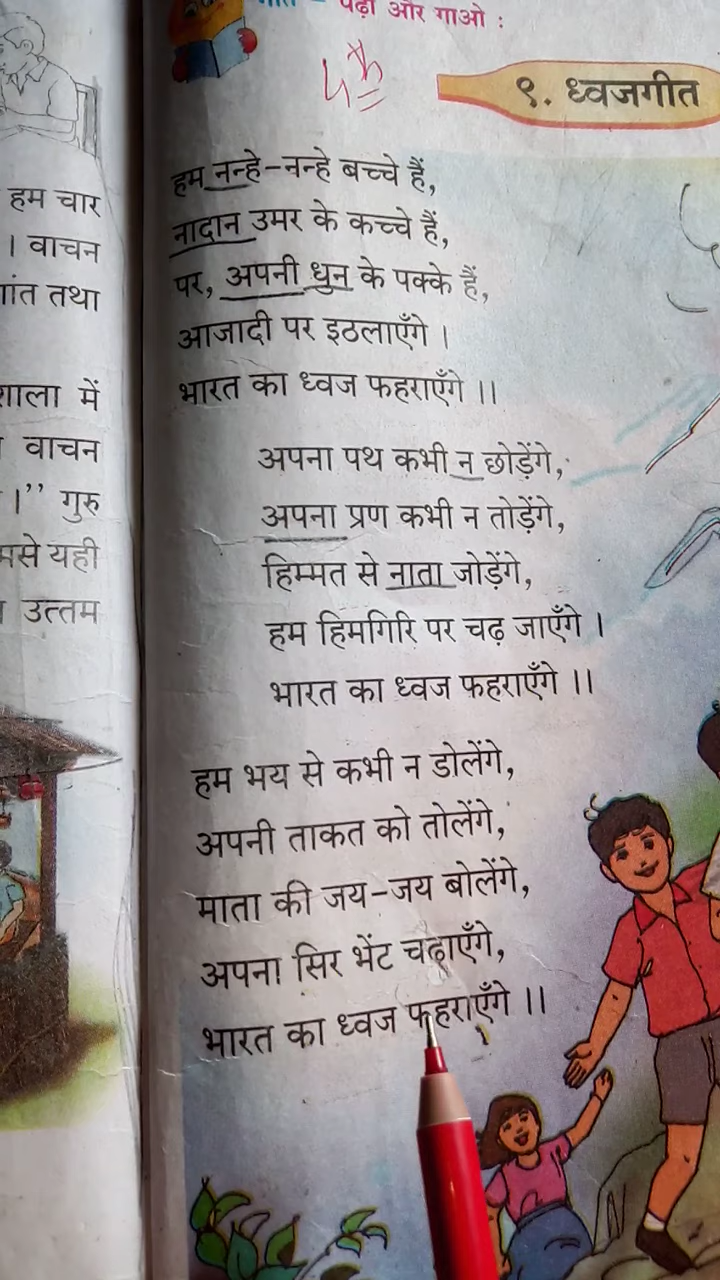 हम चार
। वाचन
शांत तथा
शाला में
वाचन
।’’ गुरु
यही
उत्तम
पढ़ो और गाओ :
९. ध्वजगीत
हम नन्हे-नन्हे बच्चे हैं,
नादान उमर के कच्चे हैं,
पर, अपनी धुन के पक्के हैं,
आजादी पर इठलाएँगे ।
भारत का ध्वज फहराएँगे ।।
अपना पथ कभी न छोड़ेंगे,
अपना प्रण कभी न तोड़ेंगे,
हिम्मत से नाता जोड़ेंगे,
हम हिमगिरि पर चढ़ जाएँगे ।
भारत का ध्वज फहराएँगे ।।
हम भय से कभी न डोलेंगे,
अपनी ताकत को तोलेंगे,
माता की जय-जय बोलेंगे,
अपना सिर भेंट चढ़ाएँगे,
भारत का ध्वज फहराएँगे ।।